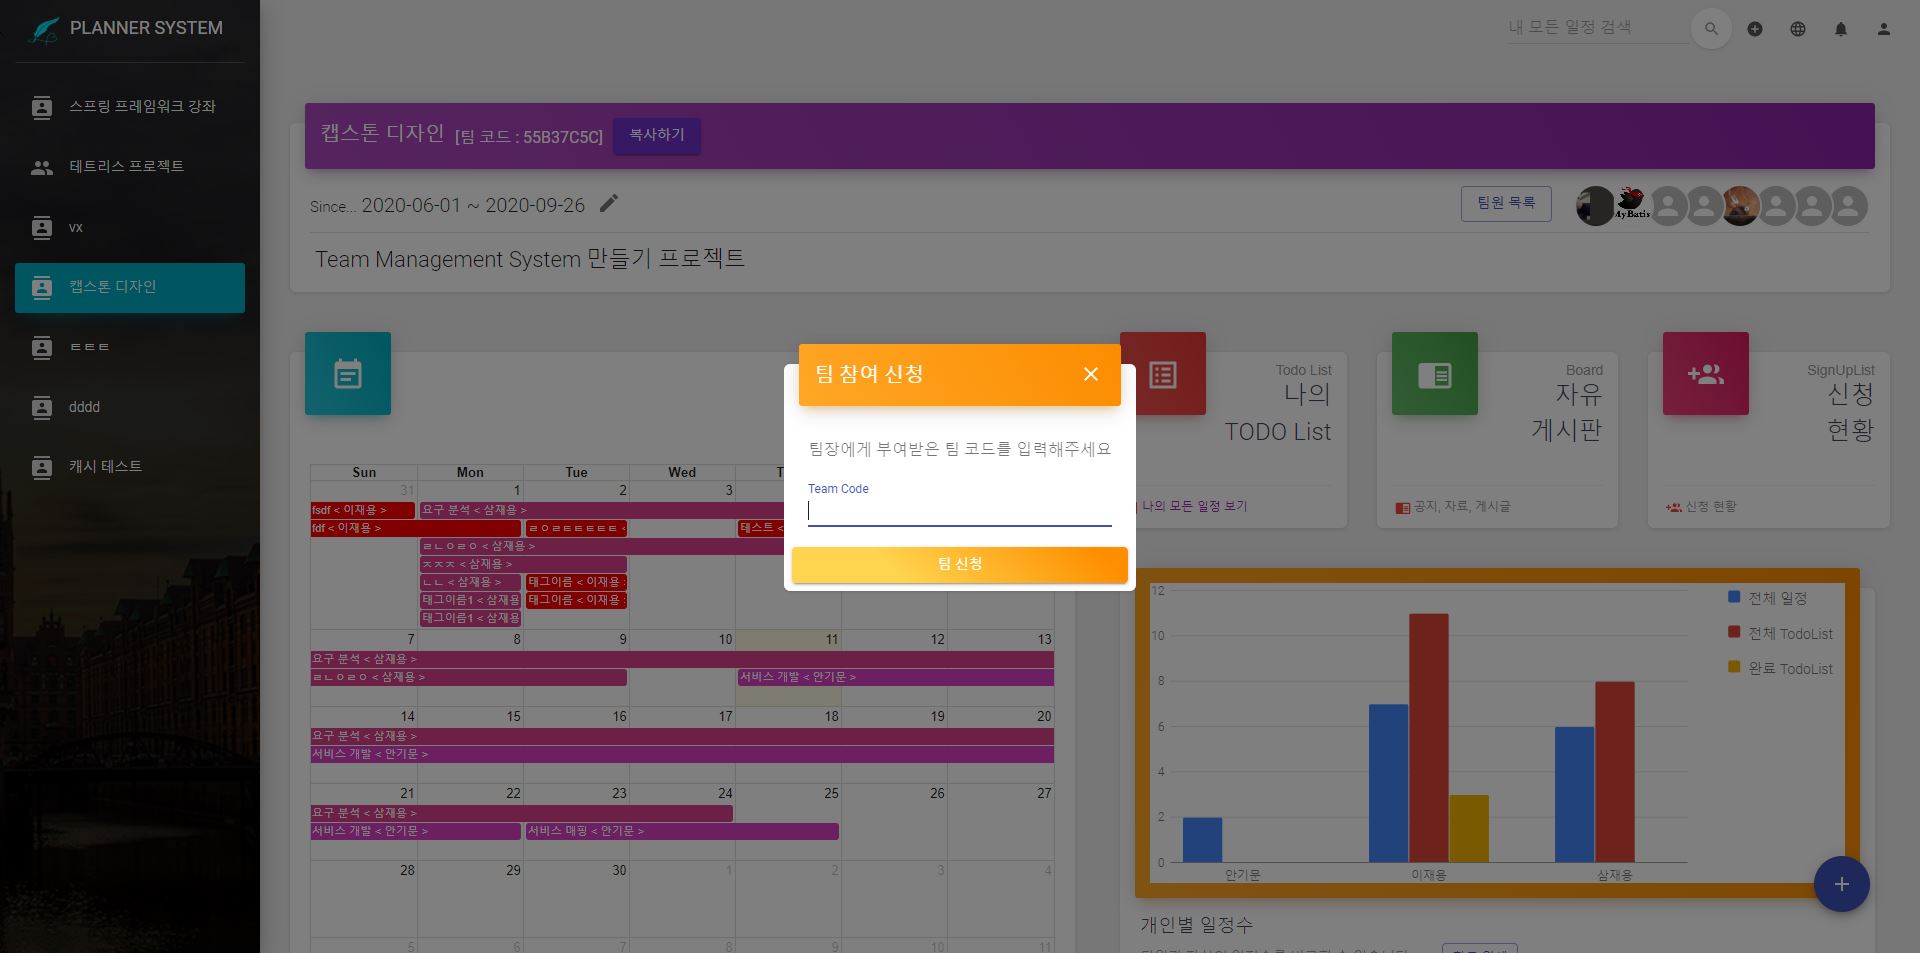 PLANNER SYSTEM
스프링 프레임워크 강좌
테트리스 프로젝트
vx
캡스톤 디자인
ㅌㅌㅌ
dddd
캐시 테스트
내 모든 일정 검색
캡스톤 디자인 [팀 코드 : 55B37C5C] 복사하기
Since... 2020-06-01 ~ 2020-09-26
팀원 목록
MyBatis
Team Management System 만들기 프로젝트
팀 참여 신청
팀장에게 부여받은 팀 코드를 입력해주세요
Team Code
팀 신청
Todo List
나의
TODO List
나의 모든 일정 보기
Board
자유
게시판
공지, 자료, 게시글
SignUpList
신청
현황
신청 현황
Sun Mon Tue Wed T
31 1 2 3
fsdf < 이재용 > 요구 분석 < 삼재용 >
fdf < 이재용 > ㄹㅇㄹㅌㅌㅌㅌㅌ < 테스트 <
ㄹㄴㅇㄹㅇ < 삼재용 >
ㅈㅈㅈ < 삼재용 >
ㄴㄴ < 삼재용 > 태그이름 < 이재용 :
태그이름1 < 삼재용 태그이름 < 이재용 :
태그이름1 < 삼재용
7 8 9 10 11 12 13
요구 분석 < 삼재용 >
ㄹㄴㅇㄹㅇ < 삼재용 > 서비스 개발 < 안기문 >
14 15 16 17 18 19 20
요구 분석 < 삼재용 >
서비스 개발 < 안기문 >
21 22 23 24 25 26 27
요구 분석 < 삼재용 >
서비스 개발 < 안기문 > 서비스 매핑 < 안기문 >
28 29 30 1 2 3 4
5 6 7 8 9 10 11
12
10
8
6
4
2
0
안기문 이재용 삼재용
전체 일정
전체 TodoList
완료 TodoList
개인별 일정수